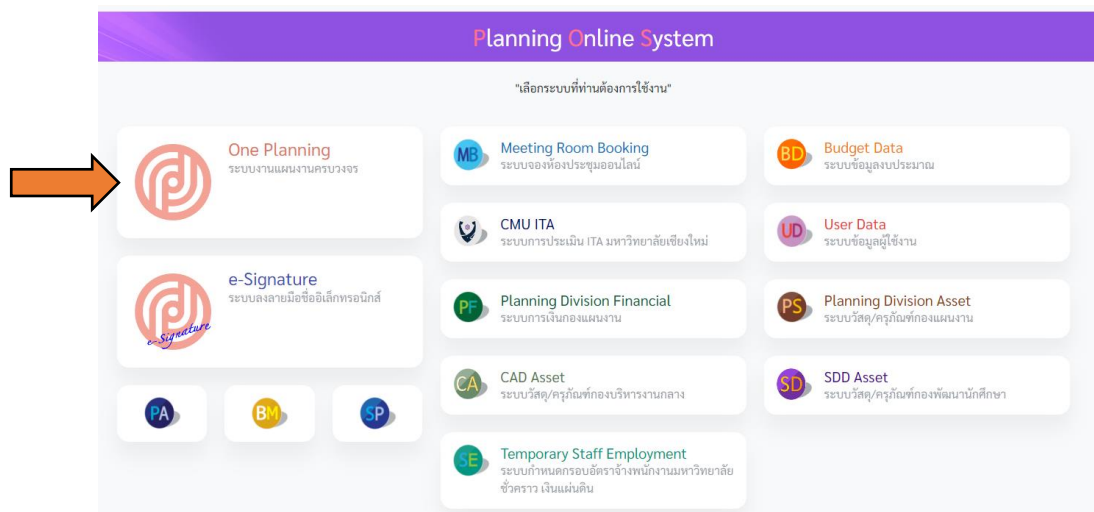 Planning Online System
"เลือกระบบที่ท่านต้องการใช้งาน"
One Planning
ระบบงานแผนงานครบวงจร
e-Signature
ระบบลงลายมือชื่ออิเล็กทรอนิกส์
e-Signature
PA
BM
SP
MB
Meeting Room Booking
ระบบจองห้องประชุมออนไลน์
CMU ITA
ระบบการประเมิน ITA มหาวิทยาลัยเชียงใหม่
PF
Planning Division Financial
ระบบการเงินกองแผนงาน
CA
CAD Asset
ระบบวัสดุ/ครุภัณฑ์กองบริหารงานกลาง
SE
Temporary Staff Employment
ระบบกำหนดกรอบอัตราจ้างพนักงานมหาวิทยาลัย
ชั่วคราว เงินแผ่นดิน
BD
Budget Data
ระบบข้อมูลงบประมาณ
UD
User Data
ระบบข้อมูลผู้ใช้งาน
PS
Planning Division Asset
ระบบวัสดุ/ครุภัณฑ์กองแผนงาน
SD
SDD Asset
ระบบวัสดุ/ครุภัณฑ์กองพัฒนานักศึกษา